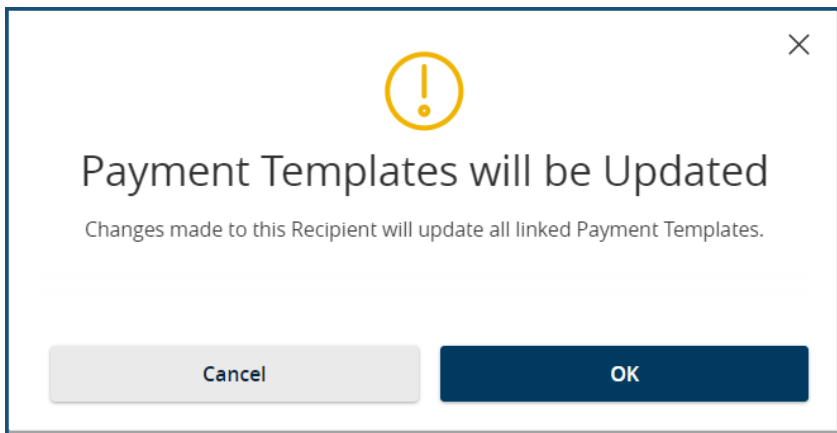 Payment Templates will be Updated
Changes made to this Recipient will update all linked Payment Templates.
Cancel
OK